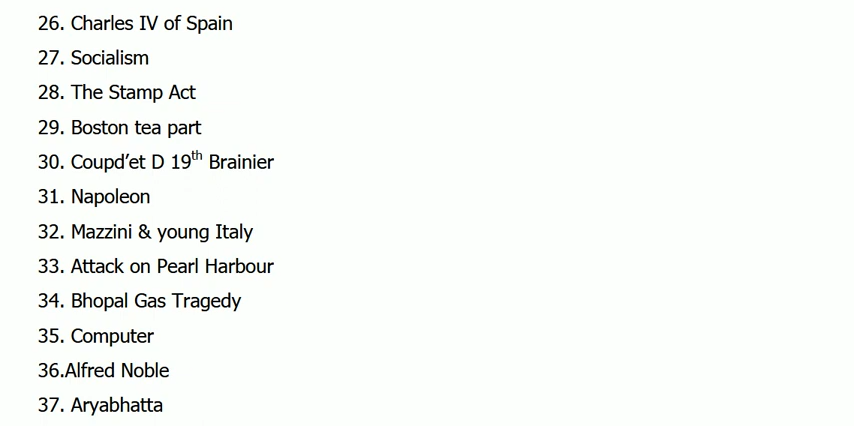 26. Charles IV of Spain
27. Socialism
28. The Stamp Act
29. Boston tea part
30. Coupd’et D 19th Brainier
31. Napoleon
32. Mazzini & young Italy
33. Attack on Pearl Harbour
34. Bhopal Gas Tragedy
35. Computer
36.Alfred Noble
37. Aryabhatta